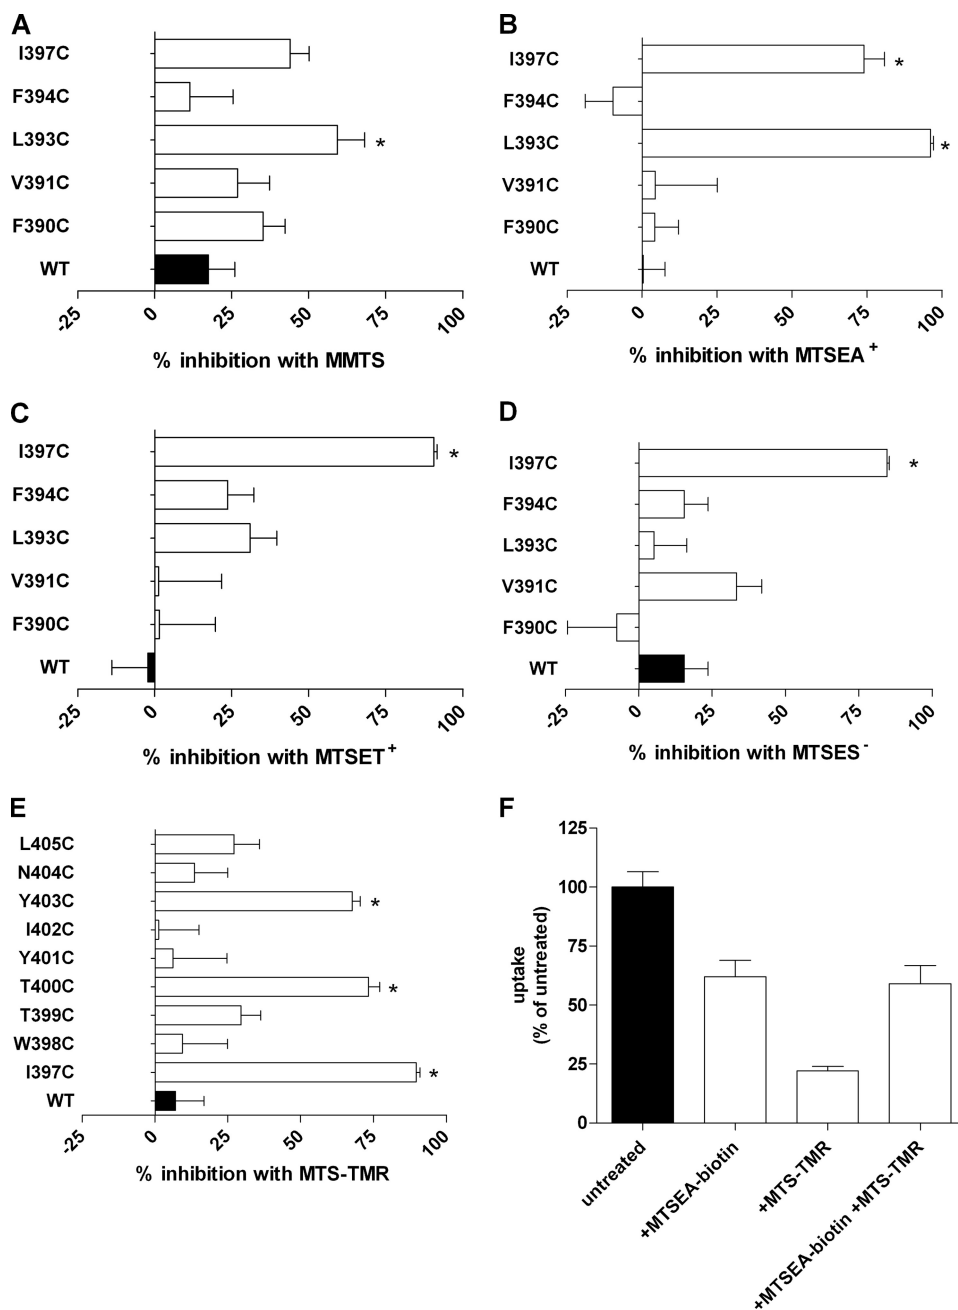 A
I397C
F394C
L393C
*
V391C
F390C
WT
-25
0
25
50
75
100
% inhibition with MMTS
B
I397C
*
F394C
L393C
*
V391C
F390C
WT
-25
0
25
50
75
100
% inhibition with MTSEA+
C
I397C
*
F394C
L393C
V391C
F390C
WT
-25
0
25
50
75
100
% inhibition with MTSET+
D
I397C
*
F394C
L393C
V391C
F390C
WT
-25
0
25
50
75
100
% inhibition with MTSES-
E
L405C
N404C
Y403C
*
I402C
Y401C
T400C
*
T399C
W398C
I397C
*
WT
-25
0
25
50
75
100
% inhibition with MTS-TMR
F
125
100
75
50
25
0
uptake
(% of untreated)
untreated
+MTSEA-biotin
+MTS-TMR
+MTSEA-biotin +MTS-TMR